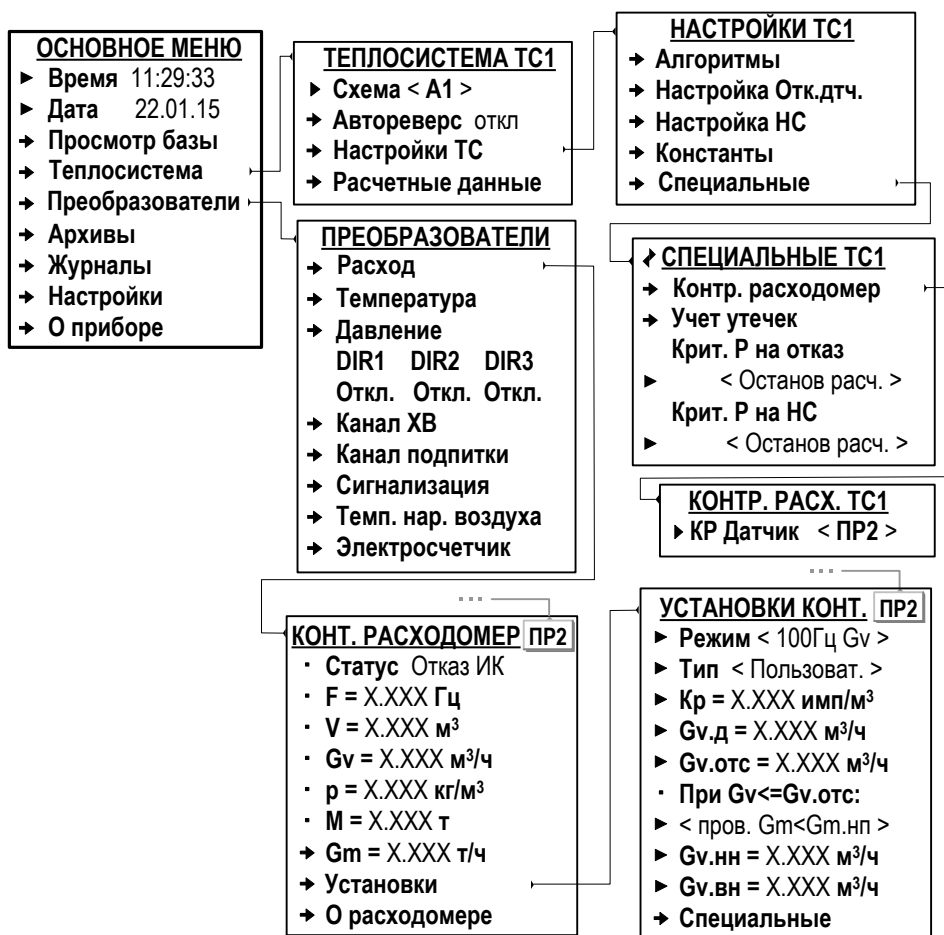 ОСНОВНОЕ МЕНЮ
Время 11:29:33
Дата 22.01.15
Просмотр базы
Теплосистема
Преобразователи
Архивы
Журналы
Настройки
О приборе
ТЕПЛОСИСТЕМА ТС1
Схема < А1 >
Автореверс откл
Настройки ТС
Расчетные данные
НАСТРОЙКИ ТС1
Алгоритмы
Настройка Отк.дтч.
Настройка НС
Константы
Специальные
ПРЕОБРАЗОВАТЕЛИ
Расход
Температура
Давление
DIR1 DIR2 DIR3
Откл. Откл. Откл.
Канал ХВ
Канал подпитки
Сигнализация
Темп. нар. воздуха
Электросчетчик
СПЕЦИАЛЬНЫЕ ТС1
Контр. расходомер
Учет утечек
Крит. Р на отказ
< Останов расч. >
Крит. Р на НС
< Останов расч. >
КОНТР. РАСХ. ТС1
КР Датчик < ПР2 >
КОНТ. РАСХОДОМЕР ПР2
Статус Отказ ИК
F = X.XXX Гц
V = X.XXX м³
Gv = X.XXX м³/ч
p = X.XXX кг/м³
M = X.XXX т
Gm = X.XXX т/ч
Установки
О расходомере
УСТАНОВКИ КОНТ. ПР2
Режим < 100Гц Gv >
Тип < Пользоват. >
Кр = X.XXX имп/м³
Gv.д = X.XXX м³/ч
Gv.отс = X.XXX м³/ч
При Gv<=Gv.отс:
< пров. Gm<Gm.нп >
Gv.нн = X.XXX м³/ч
Gv.вн = X.XXX м³/ч
Специальные